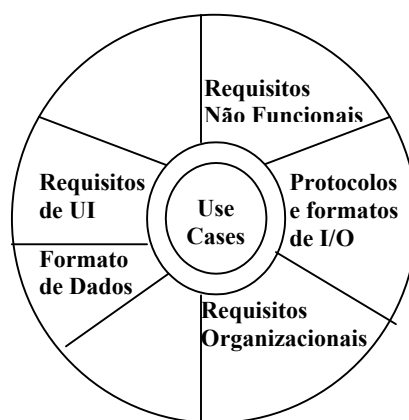 Requisitos
Não Funcionais
Requisitos
de UI
Protocolos
e formatos
de I/O
Use
Cases
Formato
de Dados
Requisitos
Organizacionais